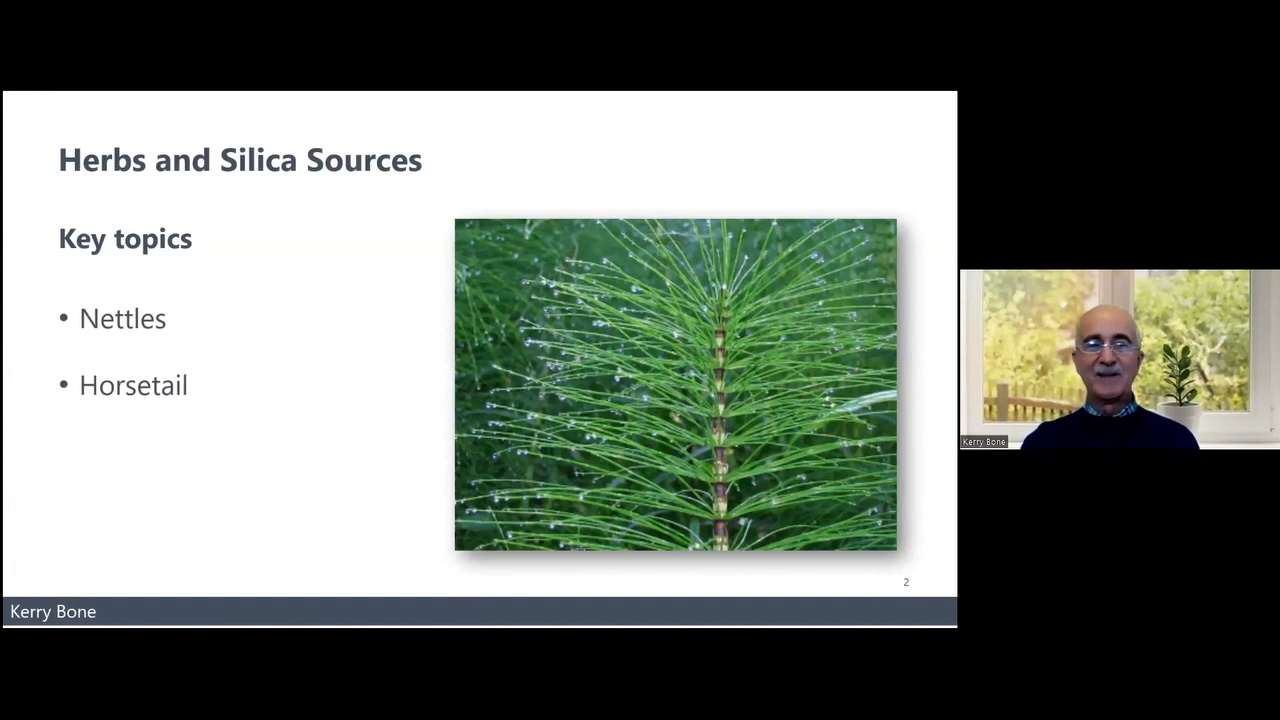 Herbs and Silica Sources
Key topics
• Nettles
• Horsetail
2
Kerry Bone
Kerry Bone